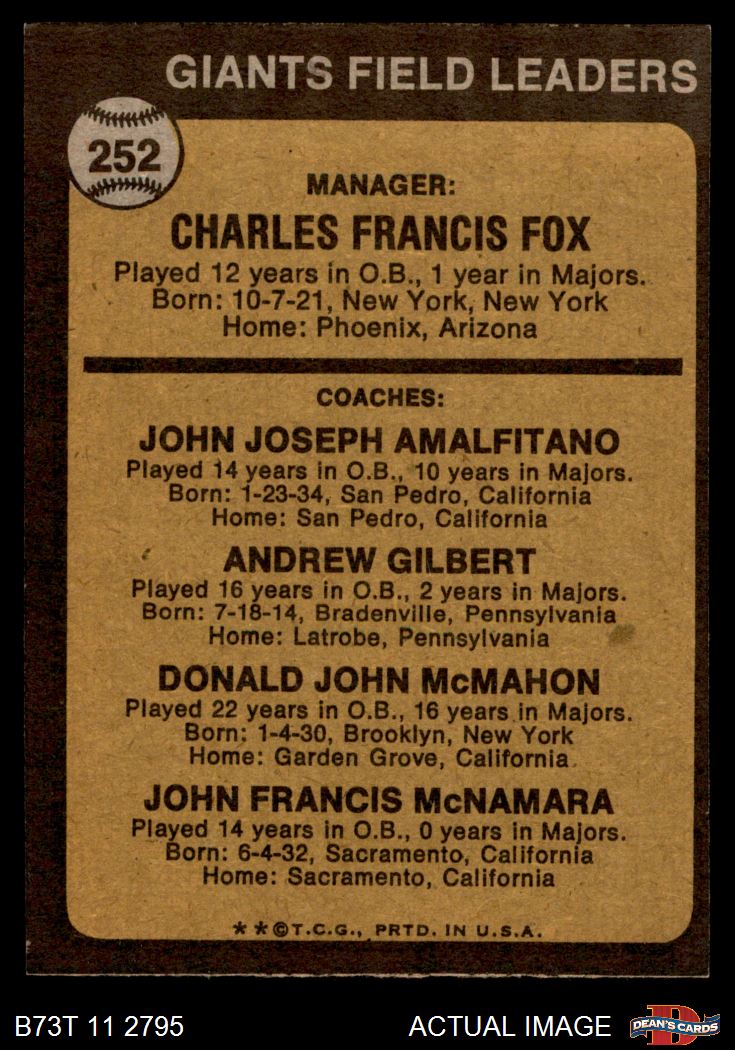 GIANTS FIELD LEADERS
252
MANAGER:
CHARLES FRANCIS FOX
Played 12 years in O.B., 1 year in Majors.
Born: 10-7-21, New York, New York
Home: Phoenix, Arizona
COACHES:
JOHN JOSEPH AMALFITANO
Played 14 years in O.B., 10 years in Majors.
Born: 1-23-34, San Pedro, California
Home: San Pedro, California
ANDREW GILBERT
Played 16 years in O.B., 2 years in Majors.
Born: 7-18-14, Bradenville, Pennsylvania
Home: Latrobe, Pennsylvania
DONALD JOHN McMAHON
Played 22 years in O.B., 16 years in Majors.
Born: 1-4-30, Brooklyn, New York
Home: Garden Grove, California
JOHN FRANCIS McNAMARA
Played 14 years in O.B., 0 years in Majors.
Born: 6-4-32, Sacramento, California
Home: Sacramento, California
* * © T.C.G., PRTD. IN U.S.A.
B73T 11 2795
ACTUAL IMAGE
D
DEAN'S CARDS